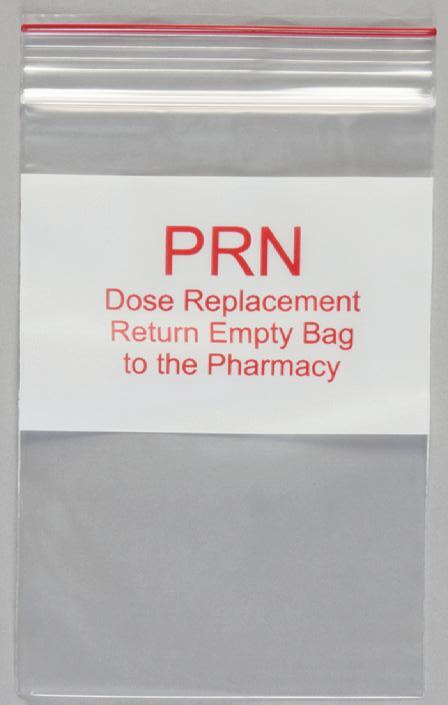 PRN
Dose Replacement
Return Empty Bag
to the Pharmacy